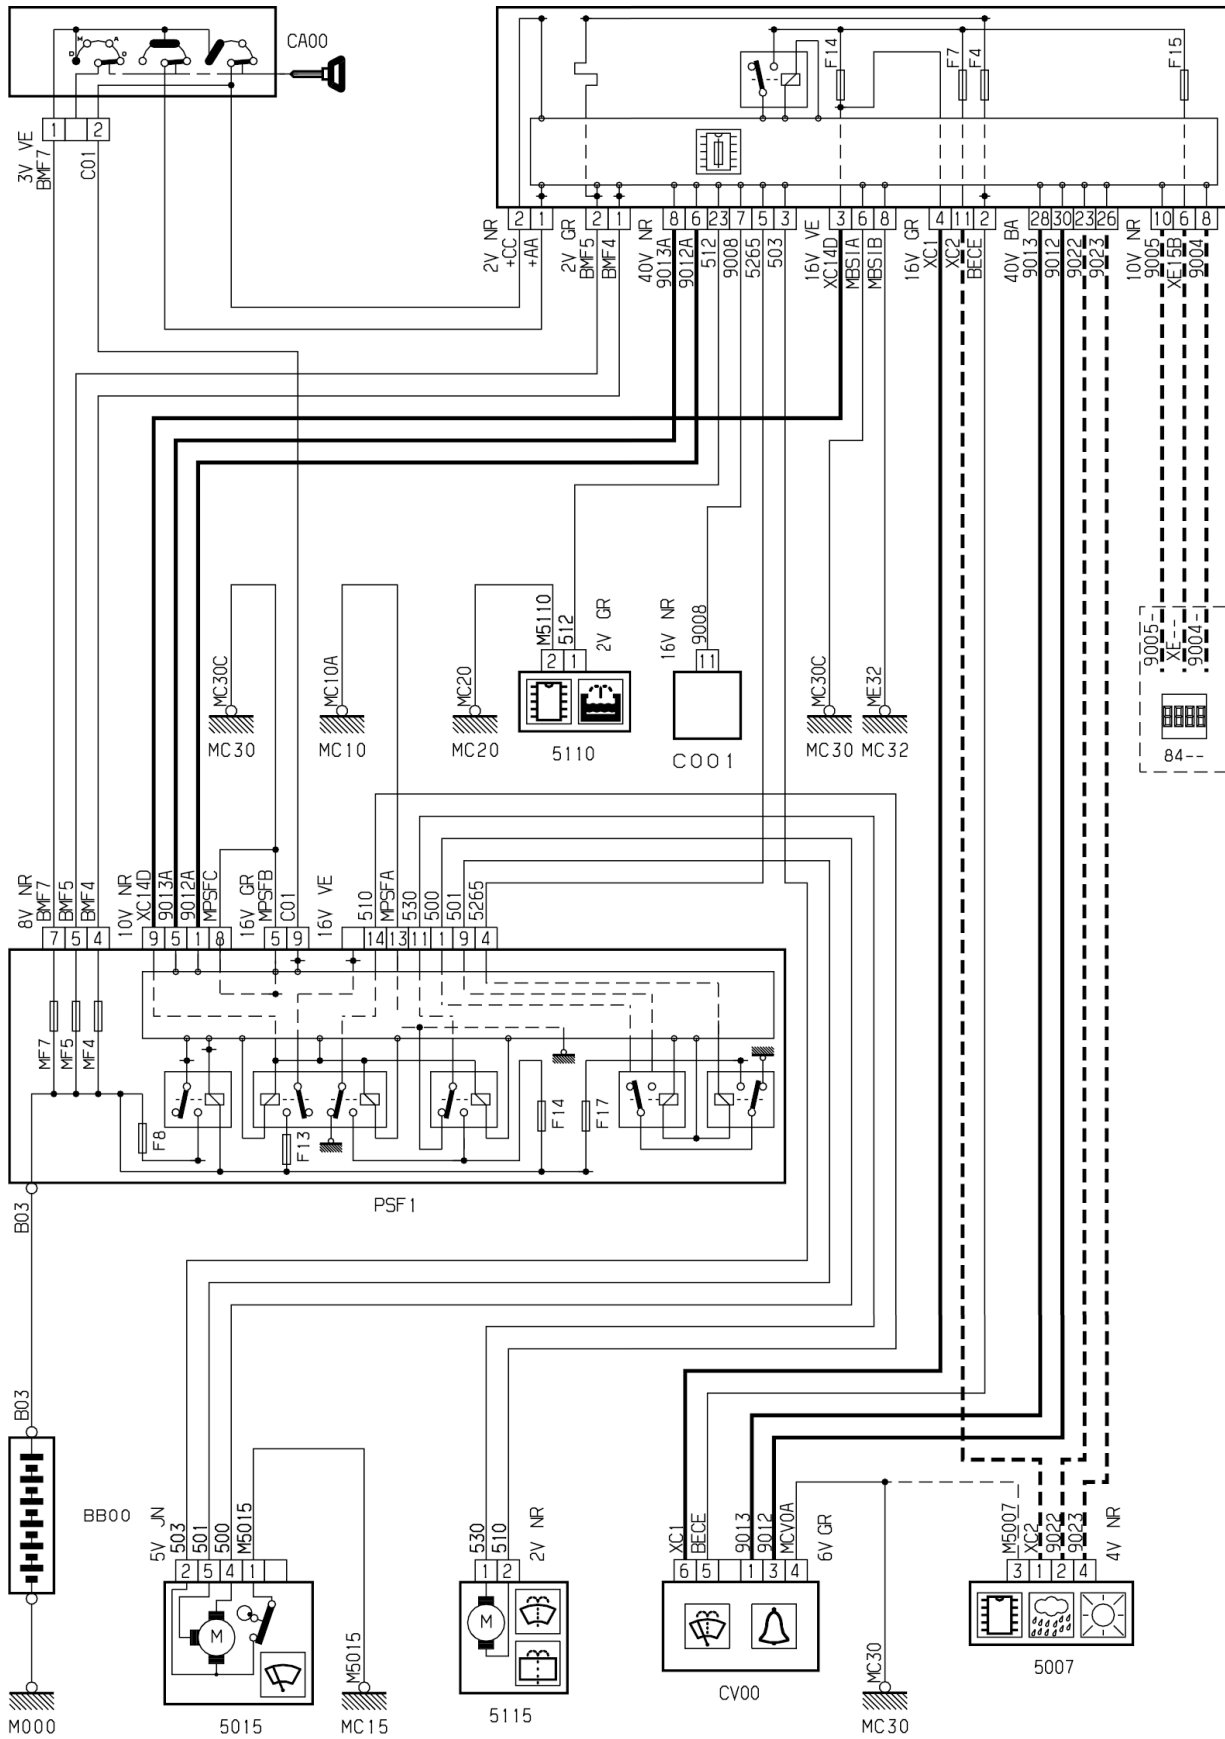 CA00
M
A
D
D
1
2
3V VE
BMF7
C01
F14
F7
F4
F15
2
1
2
1
8
6
23
7
5
3
3
6
8
4
11
2
28
30
23
26
10
6
8
2V NR
+CC
+AA
2V GR
BMF5
BMF4
40V NR
9013A
9012A
512
9008
5265
503
16V VE
XC14D
MBSIA
MBSIB
16V GR
XC1
XC2
BECE
40V BA
9013
9012
9022
9023
10V NR
9005
XE15B
9004
MC30C
MC30
MC10A
MC10
MC20
MC20
M5110
512
2V GR
2
1
5110
16V NR
9008
11
C001
MC30C
MC30
ME32
MC32
9005-
XE--
9004-
84--
8V NR
BMF7
BMF5
BMF4
10V NR
XC14D
9013A
9012A
MPSFC
16V GR
MPSFB
C01
16V VE
510
MPSFA
530
500
501
5265
7
5
4
9
5
1
8
5
9
14
13
11
1
9
4
MF7
MF5
MF4
F8
F13
F14
F17
PSF1
B03
B03
BB00
M000
5V JN
503
501
500
M5015
2
5
4
1
M
5015
M5015
MC15
530
510
2V NR
1
2
M
5115
XC1
BECE
9013
9012
MCV0A
6V GR
6
5
1
3
4
CV00
MC30
MC30
M5007
XC2
9022
9023
4V NR
3
1
2
4
5007